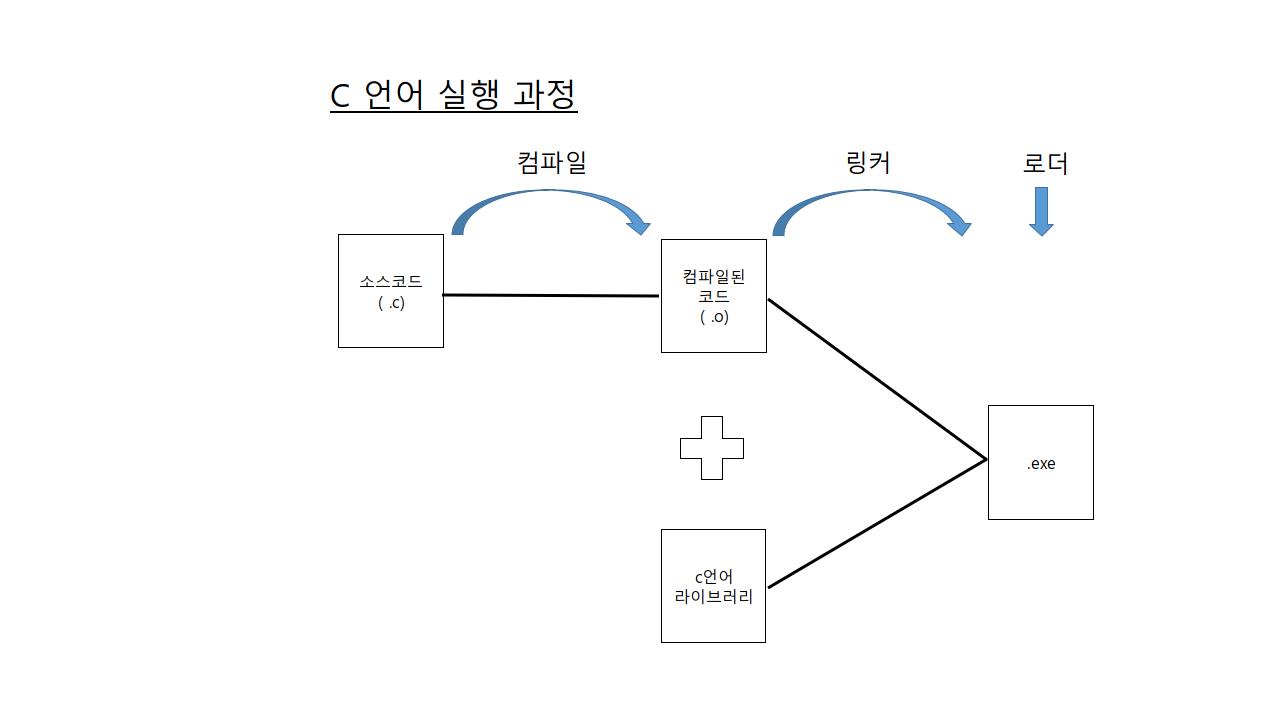 C 언어 실행 과정
컴파일
링커
로더
소스코드
( .c)
컴파일된
코드
( .o)
.exe
c언어
라이브러리